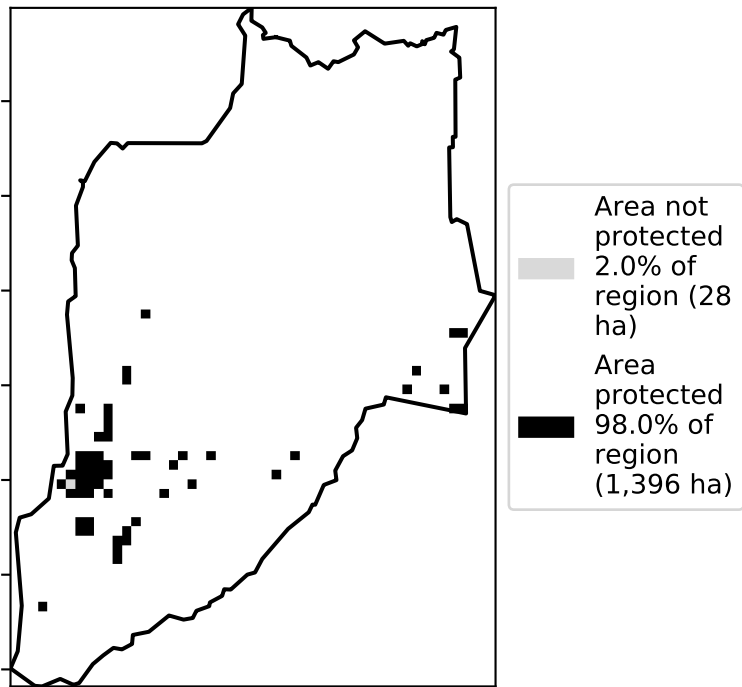 Area not
protected
2.0% of
region (28
ha)
Area
protected
98.0% of
region
(1,396 ha)